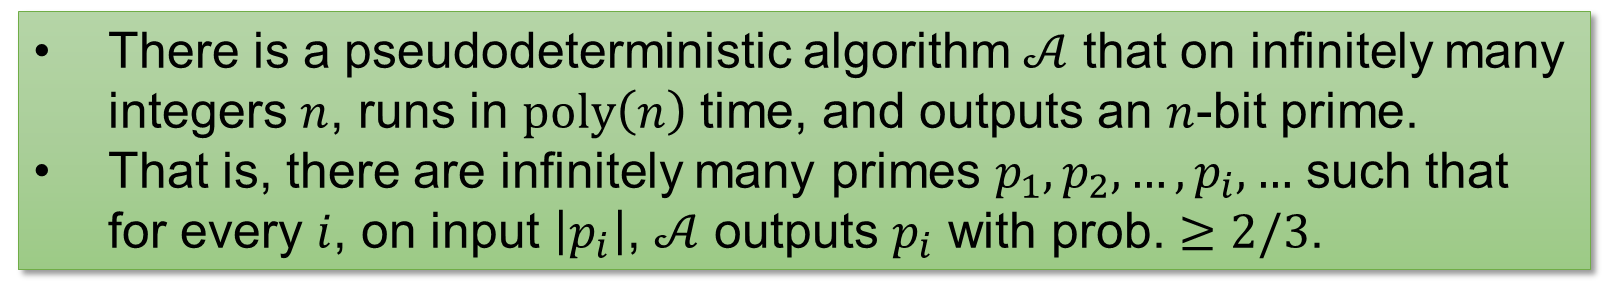 • There is a pseudodeterministic algorithm 𝒜 that on infinitely many
integers 𝑛, runs in poly(𝑛) time, and outputs an 𝑛-bit prime.
• That is, there are infinitely many primes 𝑝₁, 𝑝₂, … , 𝑝ᵢ, … such that
for every 𝑖, on input |𝑝ᵢ|, 𝒜 outputs 𝑝ᵢ with prob. ≥ 2/3.